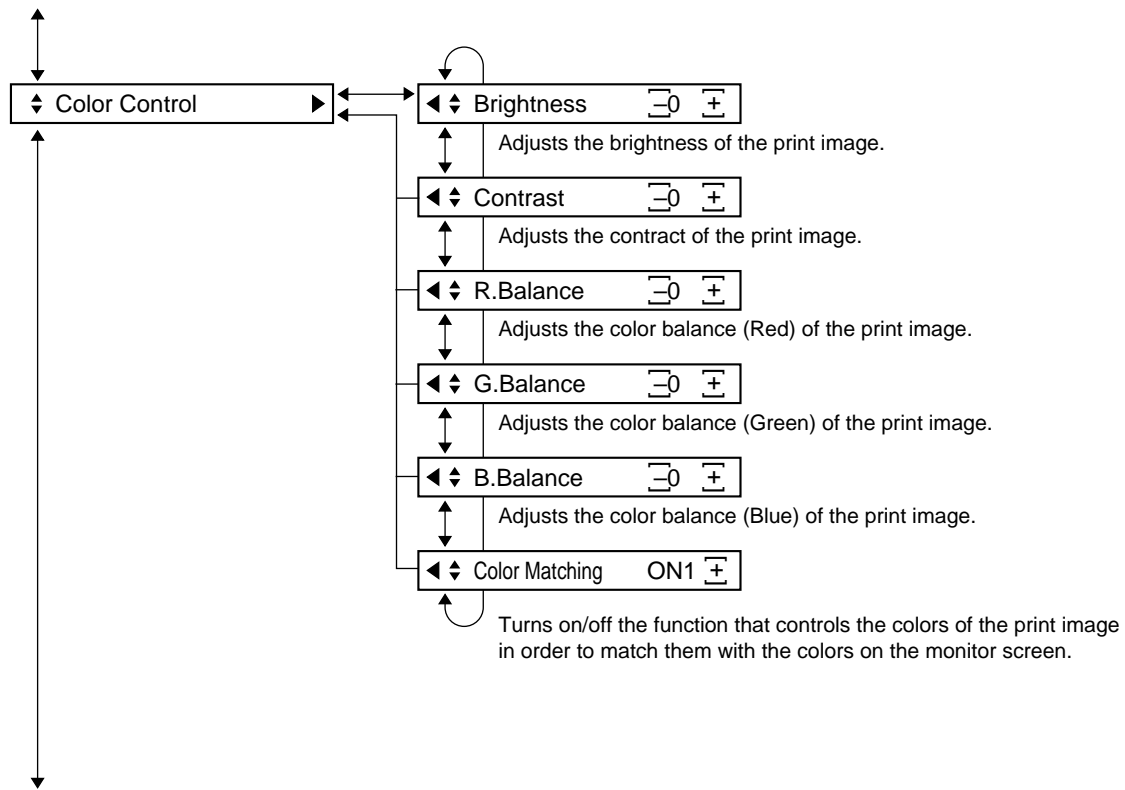 Color Control
Brightness –0 +
Adjusts the brightness of the print image.
Contrast –0 +
Adjusts the contract of the print image.
R.Balance –0 +
Adjusts the color balance (Red) of the print image.
G.Balance –0 +
Adjusts the color balance (Green) of the print image.
B.Balance –0 +
Adjusts the color balance (Blue) of the print image.
Color Matching ON1 +
Turns on/off the function that controls the colors of the print image
in order to match them with the colors on the monitor screen.